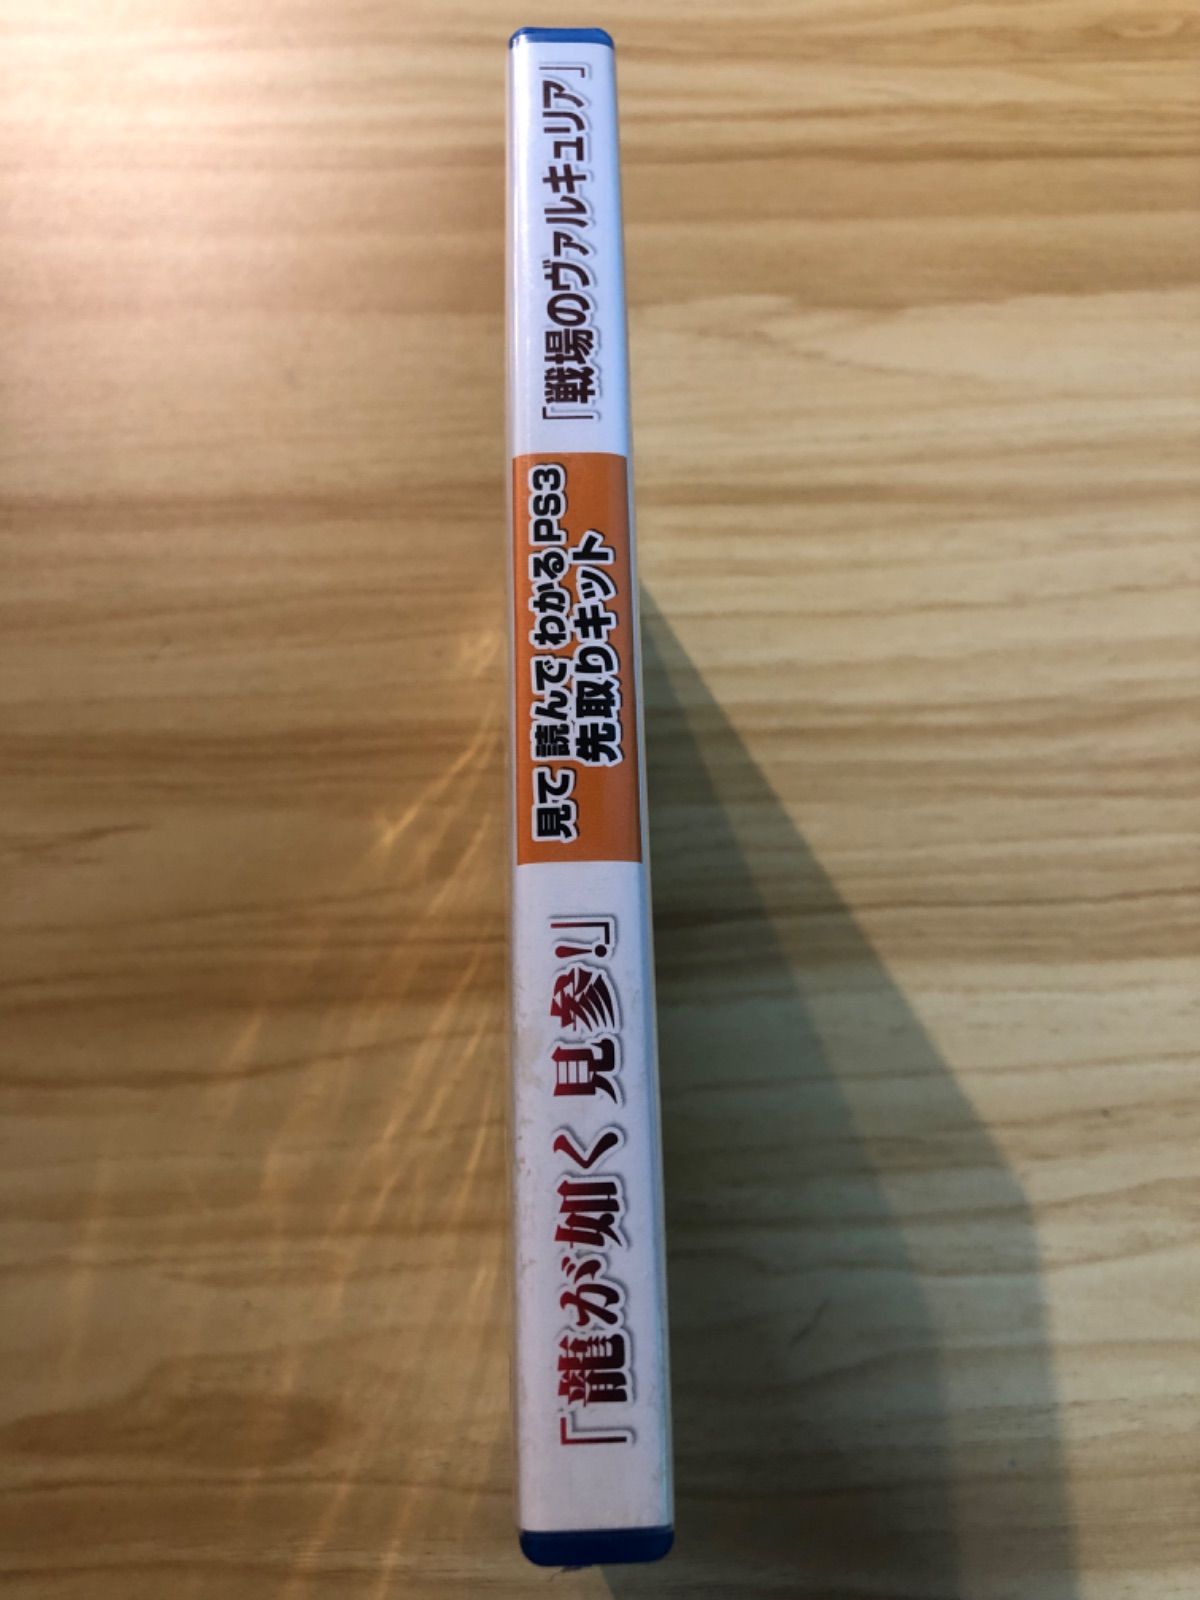 「龍が如く 見参!」
見て 読んで わかるPS3
先取りキット
「戦場のヴァルキュリア」